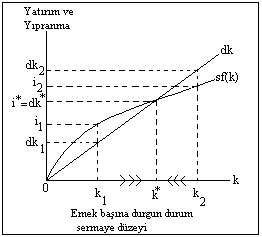 Yatırım ve
Yıpranma
dk
dk2
sf(k)
i2
i*=dk*
i1
dk1
0
k1
k*
k2
k
Emek başına durgun durum
sermaye düzeyi